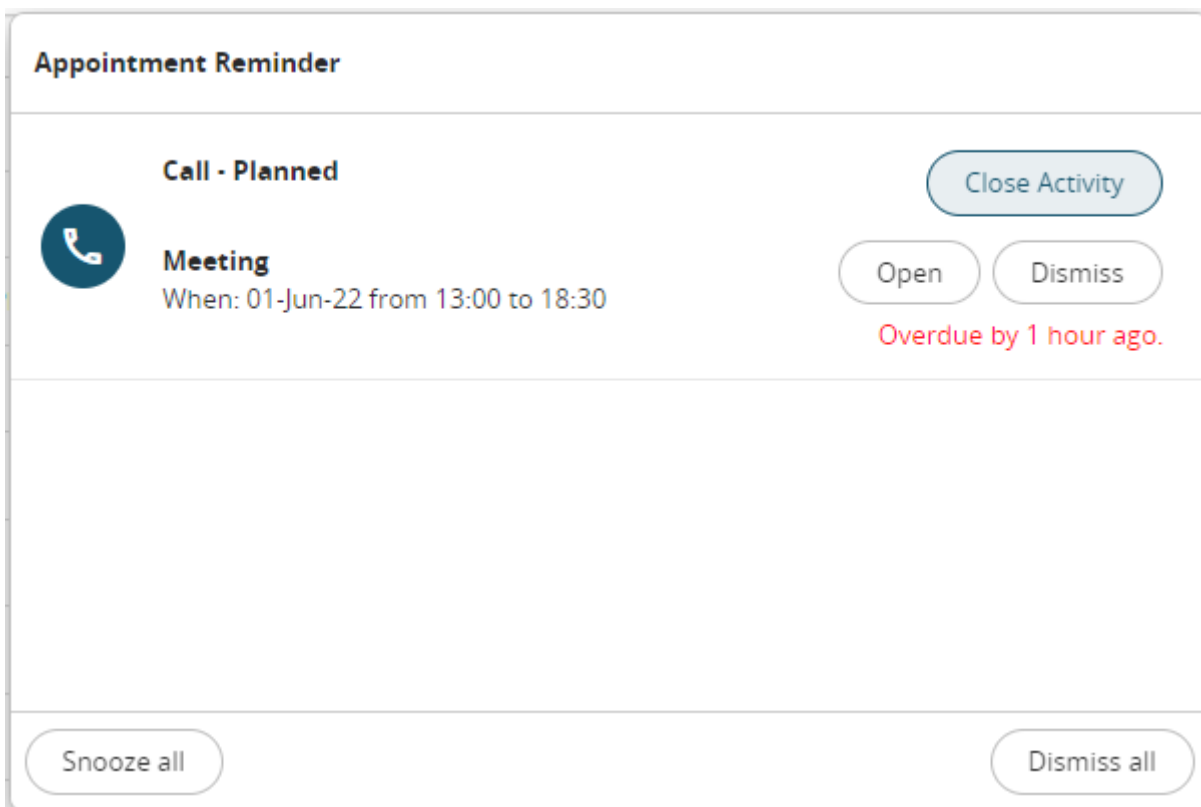 Appointment Reminder
Call - Planned
Close Activity
Meeting
When: 01-Jun-22 from 13:00 to 18:30
Open
Dismiss
Overdue by 1 hour ago.
Snooze all
Dismiss all